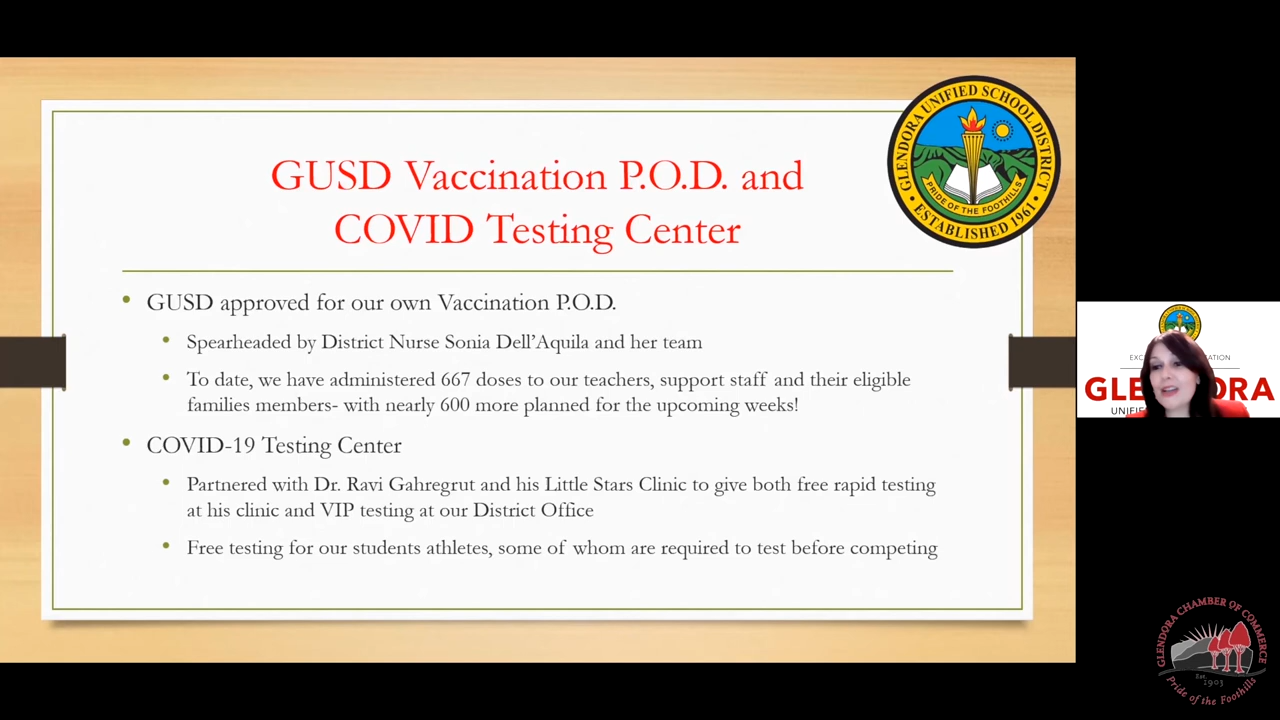 GUSD Vaccination P.O.D. and
COVID Testing Center
GLENDORA UNIFIED SCHOOL DISTRICT
PRIDE OF THE FOOTHILLS
• ESTABLISHED 1961 •
• GUSD approved for our own Vaccination P.O.D.
• Spearheaded by District Nurse Sonia Dell’Aquila and her team
• To date, we have administered 667 doses to our teachers, support staff and their eligible
families members- with nearly 600 more planned for the upcoming weeks!
• COVID-19 Testing Center
• Partnered with Dr. Ravi Gahregrut and his Little Stars Clinic to give both free rapid testing
at his clinic and VIP testing at our District Office
• Free testing for our students athletes, some of whom are required to test before competing
GLENDORA CHAMBER OF COMMERCE
Est.
1903
Pride of the Foothills